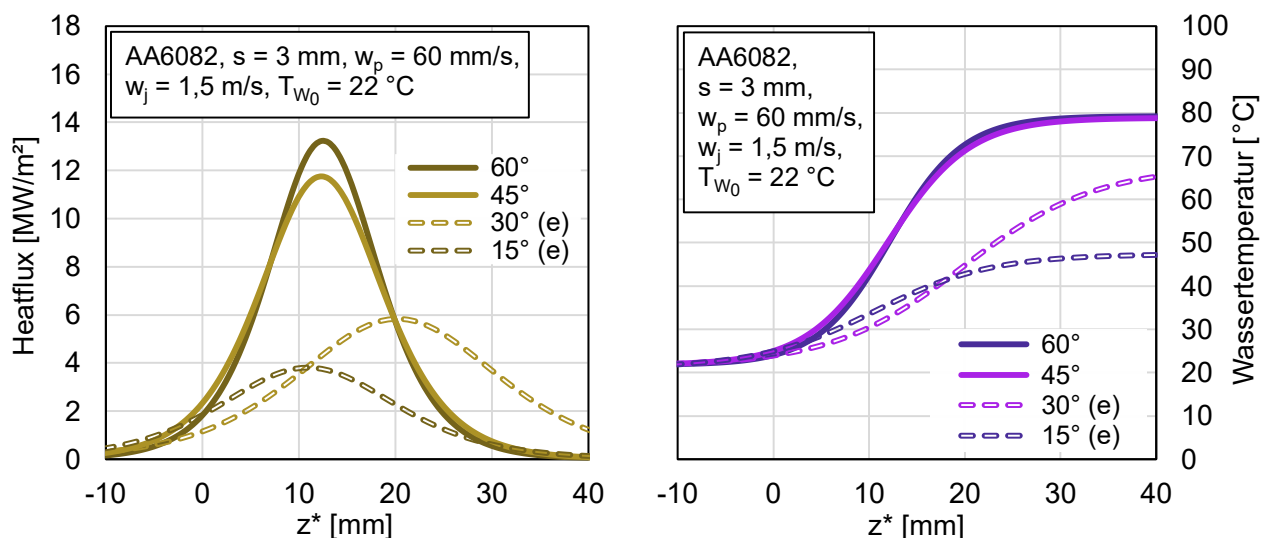 18
16
14
12
10
8
6
4
2
0
Heatflux [MW/m²]
AA6082, s = 3 mm, wp = 60 mm/s,
wj = 1,5 m/s, TW0 = 22 °C
60°
45°
30° (e)
15° (e)
-10 0 10 20 30 40
z* [mm]
AA6082,
s = 3 mm,
wp = 60 mm/s,
wj = 1,5 m/s,
TW0 = 22 °C
60°
45°
30° (e)
15° (e)
100
90
80
70
60
50
40
30
20
10
0
Wassertemperatur [°C]
-10 0 10 20 30 40
z* [mm]